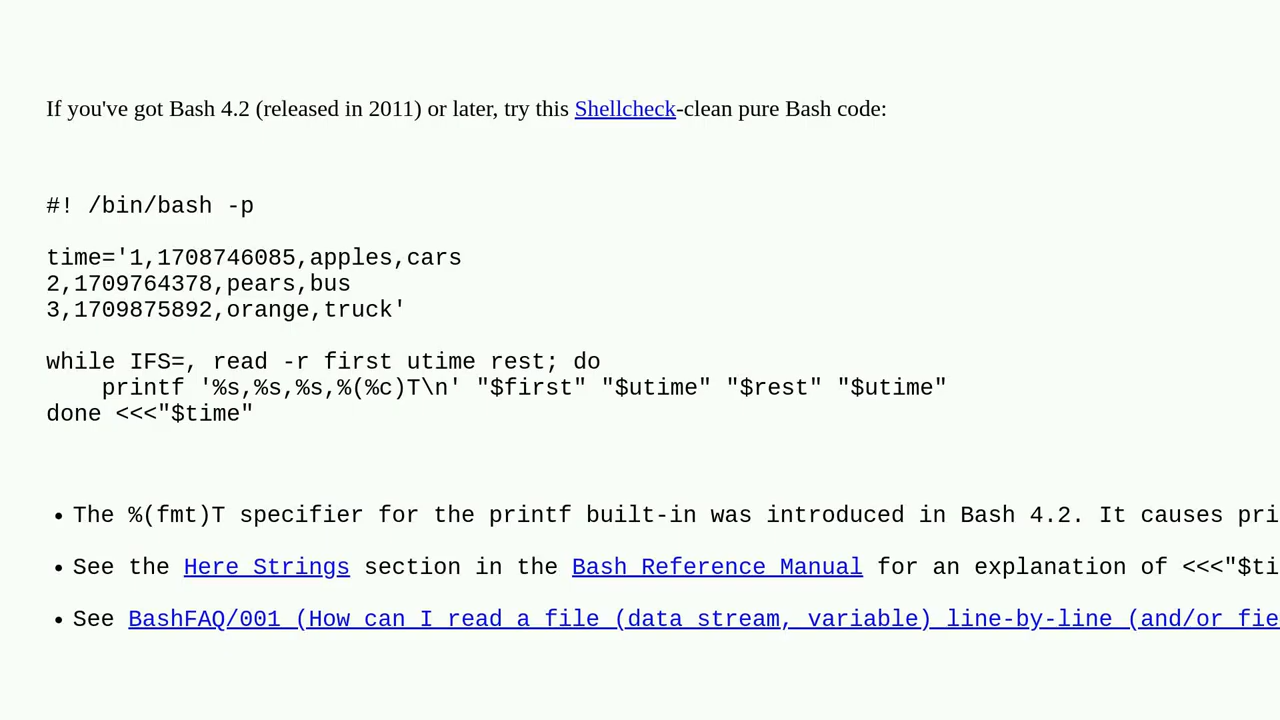 If you've got Bash 4.2 (released in 2011) or later, try this Shellcheck-clean pure Bash code:
#! /bin/bash -p
time='1,1708746085,apples,cars
2,1709764378,pears,bus
3,1709875892,orange,truck'
while IFS=, read -r first utime rest; do
    printf '%s,%s,%s,%(%c)T\n' "$first" "$utime" "$rest" "$utime"
done <<<"$time"
• The %(fmt)T specifier for the printf built-in was introduced in Bash 4.2. It causes pri
• See the Here Strings section in the Bash Reference Manual for an explanation of <<<"$ti
• See BashFAQ/001 (How can I read a file (data stream, variable) line-by-line (and/or fie